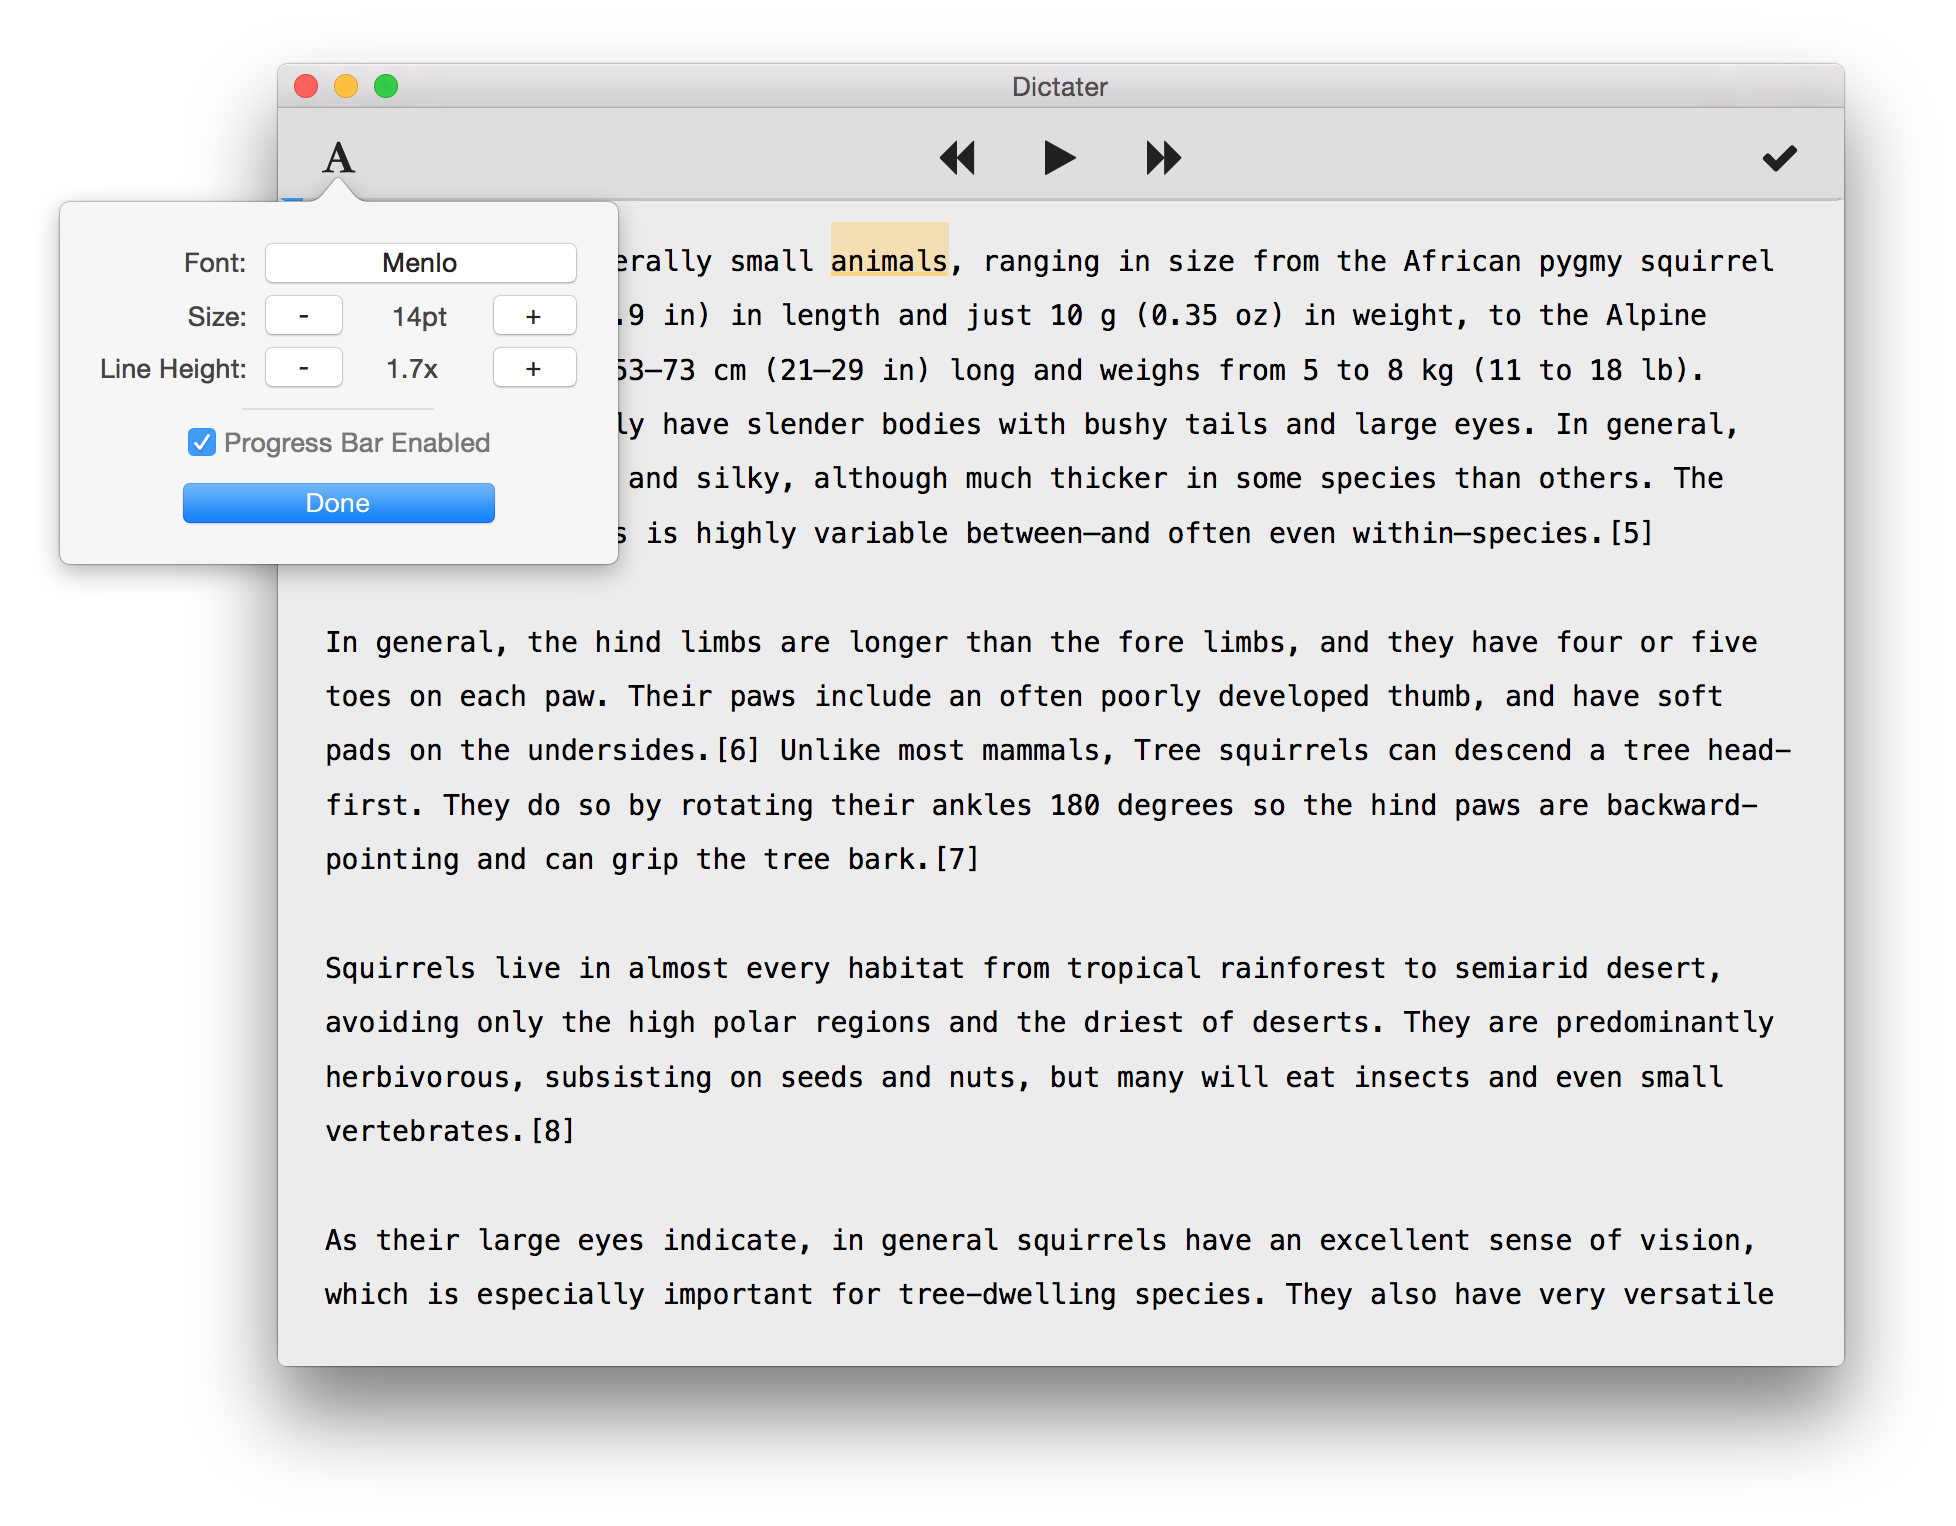 Dictater
A
Font: Menlo
Size: - 14pt +
Line Height: - 1.7x +
Progress Bar Enabled
Done
small animals, ranging in size from the African pygmy squirrel
in) in length and just 10 g (0.35 oz) in weight, to the Alpine
53–73 cm (21–29 in) long and weighs from 5 to 8 kg (11 to 18 lb).
have slender bodies with bushy tails and large eyes. In general,
and silky, although much thicker in some species than others. The
is highly variable between—and often even within—species.[5]
In general, the hind limbs are longer than the fore limbs, and they have four or five
toes on each paw. Their paws include an often poorly developed thumb, and have soft
pads on the undersides.[6] Unlike most mammals, Tree squirrels can descend a tree head-
first. They do so by rotating their ankles 180 degrees so the hind paws are backward-
pointing and can grip the tree bark.[7]
Squirrels live in almost every habitat from tropical rainforest to semiarid desert,
avoiding only the high polar regions and the driest of deserts. They are predominantly
herbivorous, subsisting on seeds and nuts, but many will eat insects and even small
vertebrates.[8]
As their large eyes indicate, in general squirrels have an excellent sense of vision,
which is especially important for tree-dwelling species. They also have very versatile